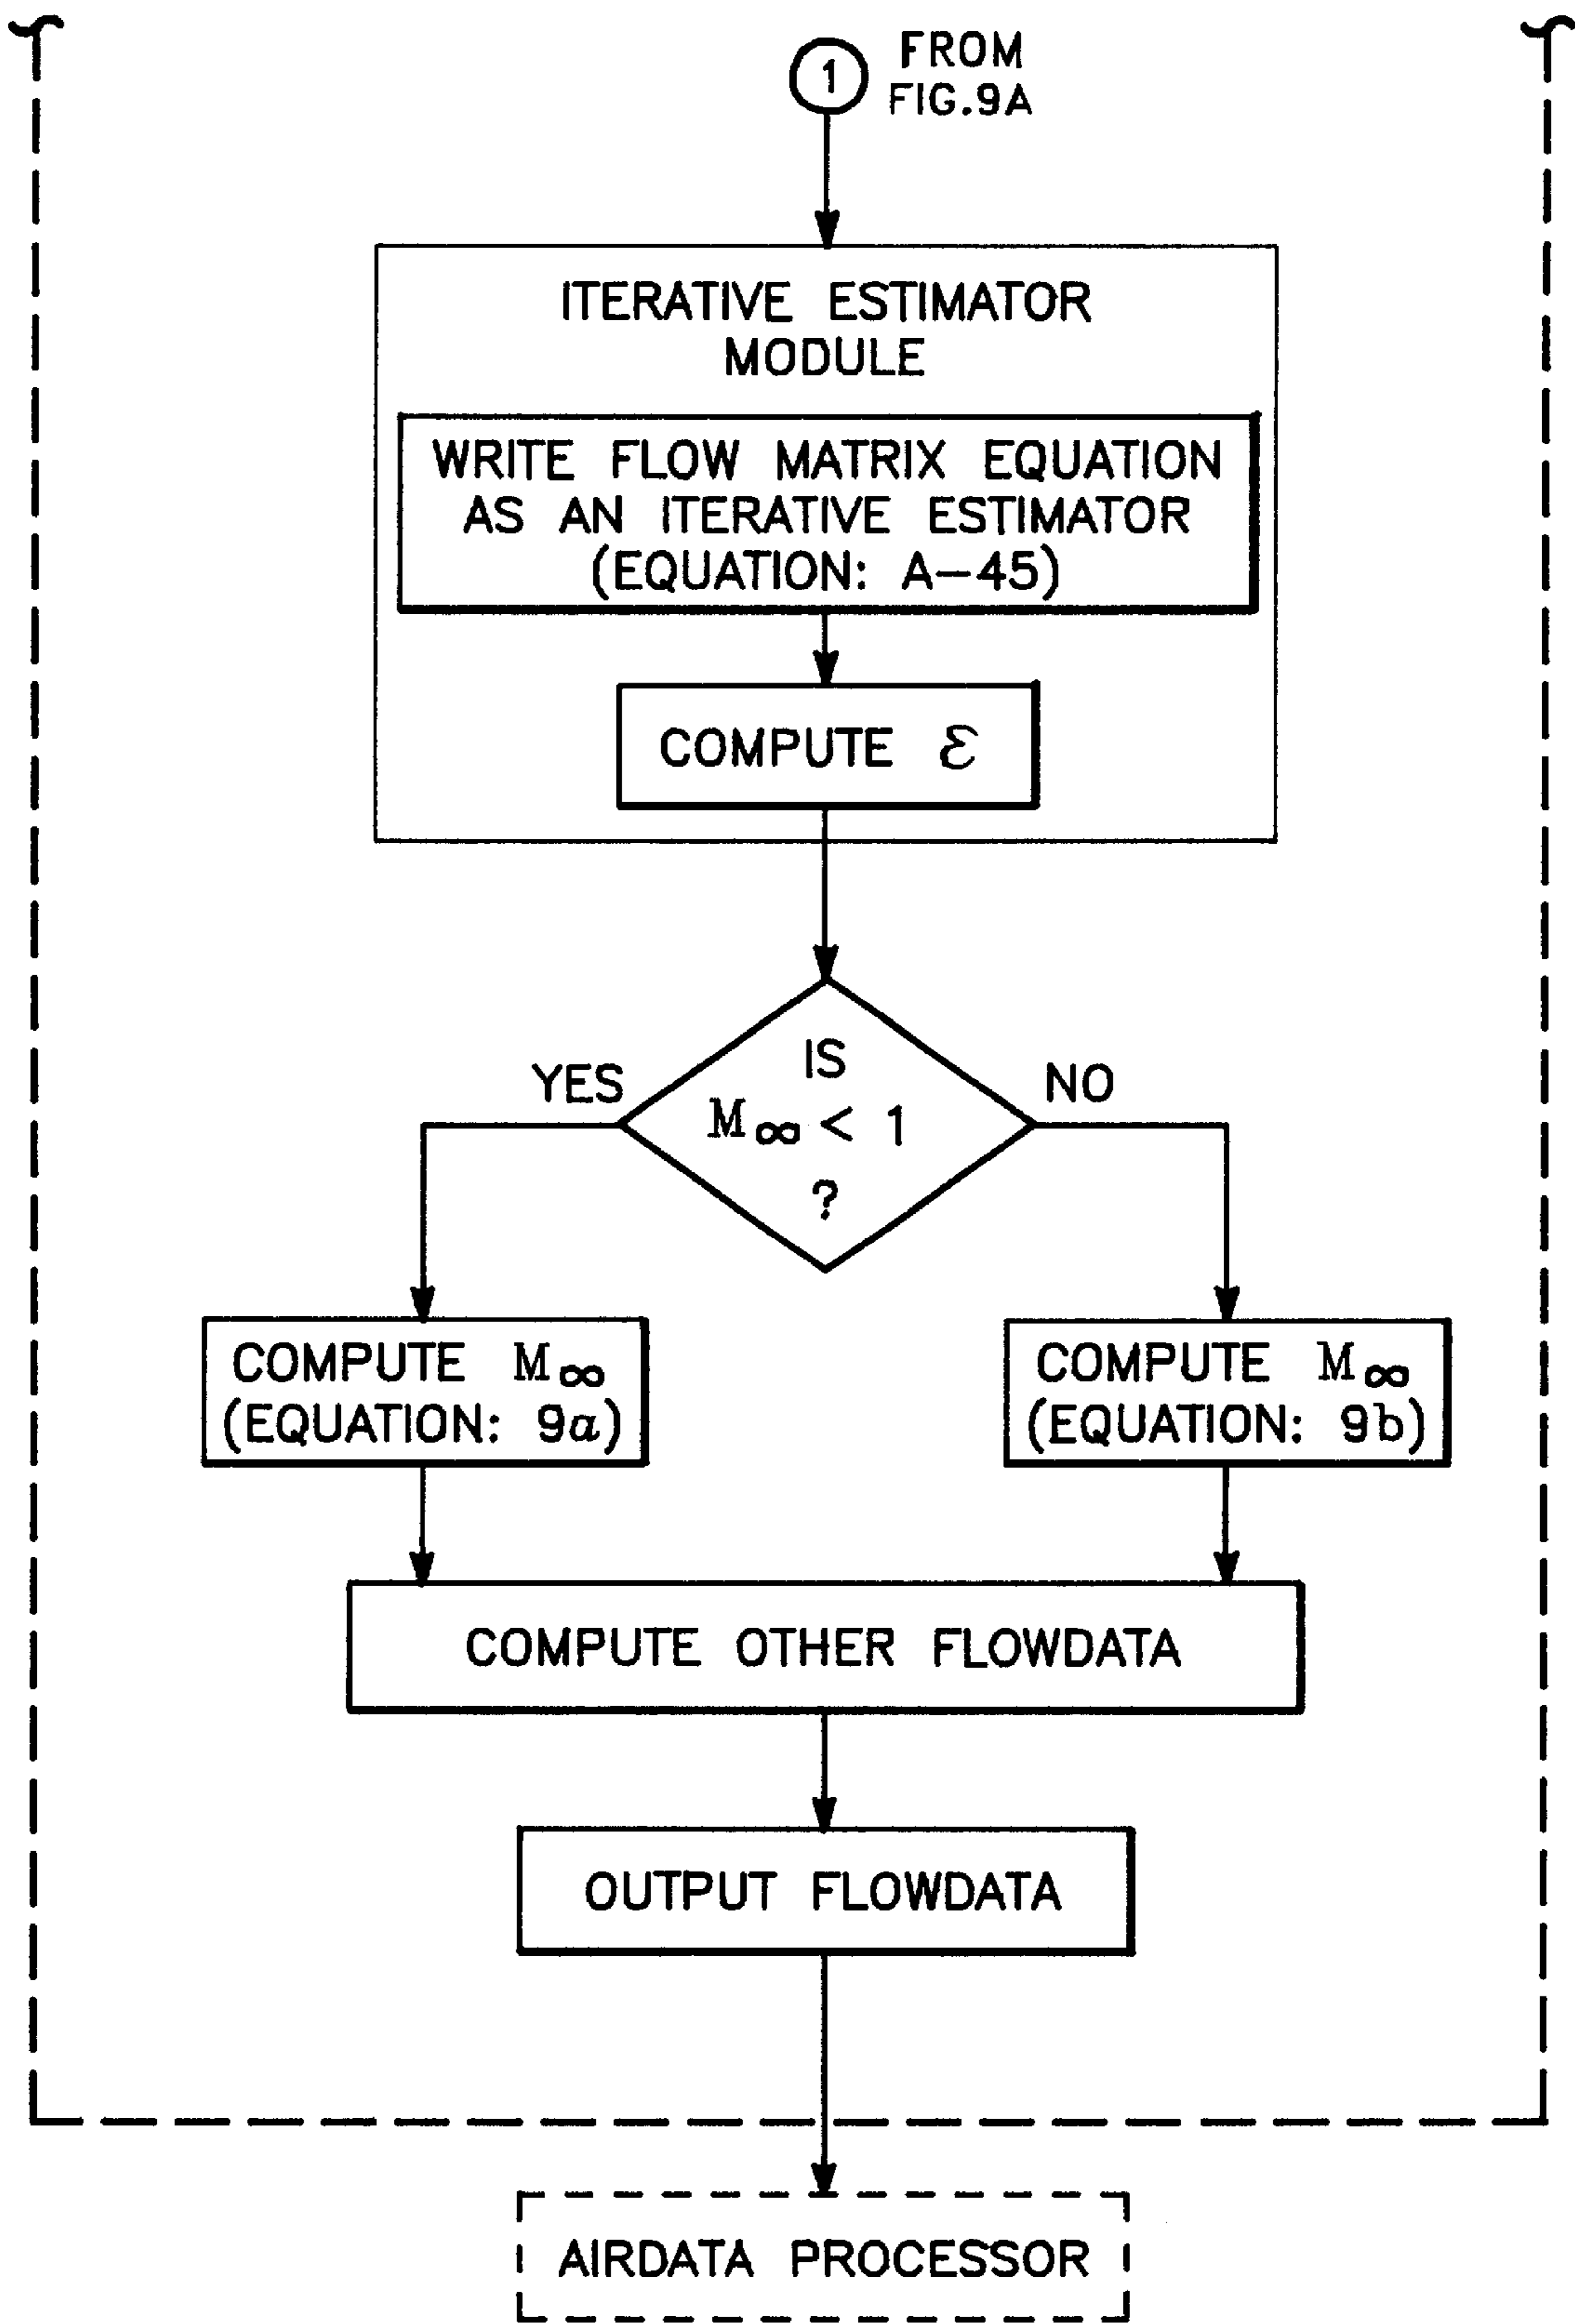 1
FROM
FIG.9A
ITERATIVE ESTIMATOR
MODULE
WRITE FLOW MATRIX EQUATION
AS AN ITERATIVE ESTIMATOR
(EQUATION: A-45)
COMPUTE ε
IS
M∞ < 1
?
YES
NO
COMPUTE M∞
(EQUATION: 9a)
COMPUTE M∞
(EQUATION: 9b)
COMPUTE OTHER FLOWDATA
OUTPUT FLOWDATA
AIRDATA PROCESSOR